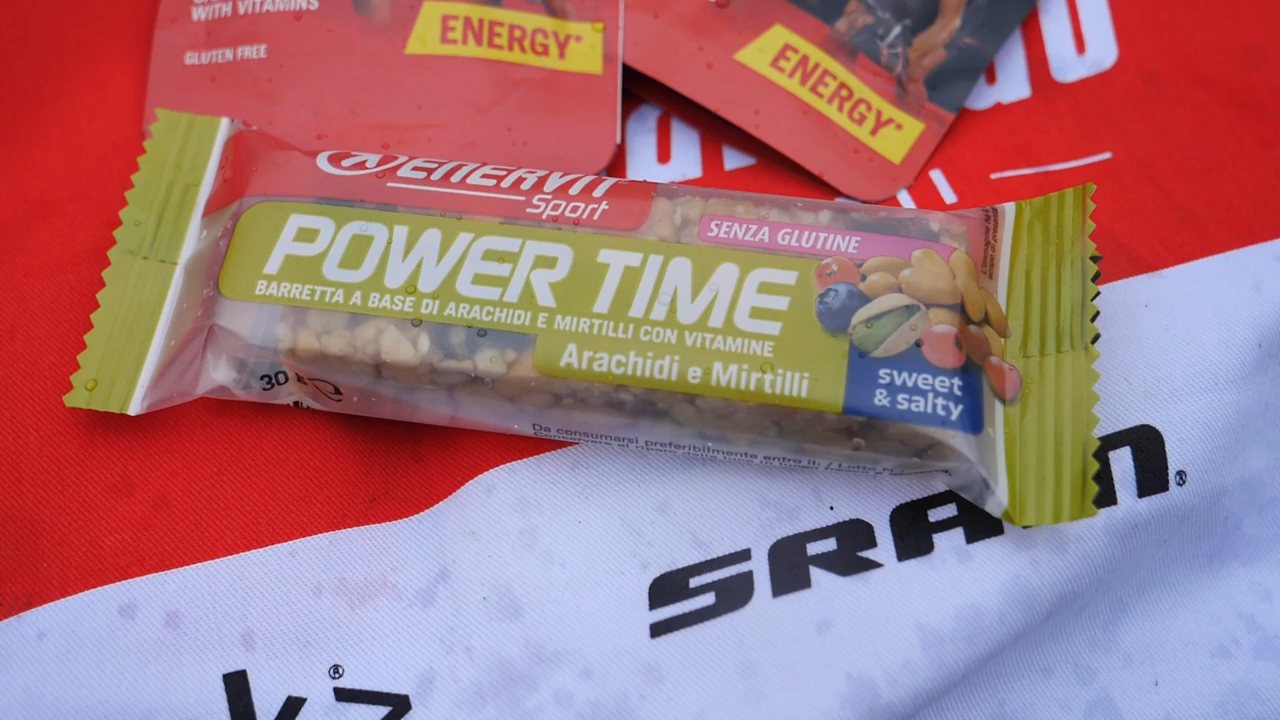 WITH VITAMINS
GLUTEN FREE
ENERGY*
ENERGY*
ENERVIT
Sport
SENZA GLUTINE
POWER TIME
BARRETTA A BASE DI ARACHIDI E MIRTILLI CON VITAMINE
Arachidi e Mirtilli
sweet
& salty
30 g
Da consumarsi preferibilmente entro il: / Lotto N.:
SRAM®